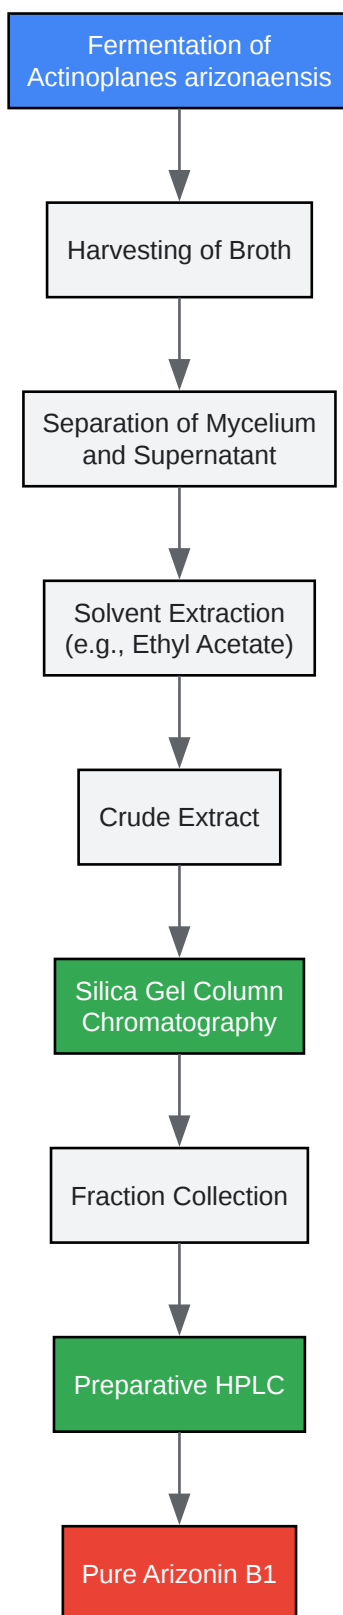 Fermentation of
Actinoplanes arizonaensis
Harvesting of Broth
Separation of Mycelium
and Supernatant
Solvent Extraction
(e.g., Ethyl Acetate)
Crude Extract
Silica Gel Column
Chromatography
Fraction Collection
Preparative HPLC
Pure Arizonin B1